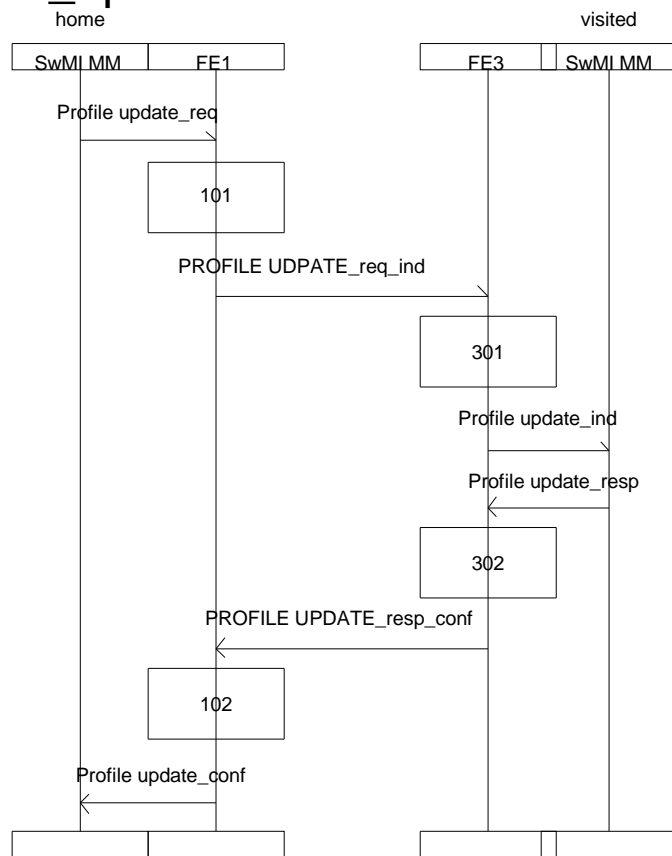 home visited
SwMI MM FE1 FE3 SwMI MM
Profile update_req
101
PROFILE UDPATE_req_ind
301
Profile update_ind
Profile update_resp
302
PROFILE UPDATE_resp_conf
102
Profile update_conf